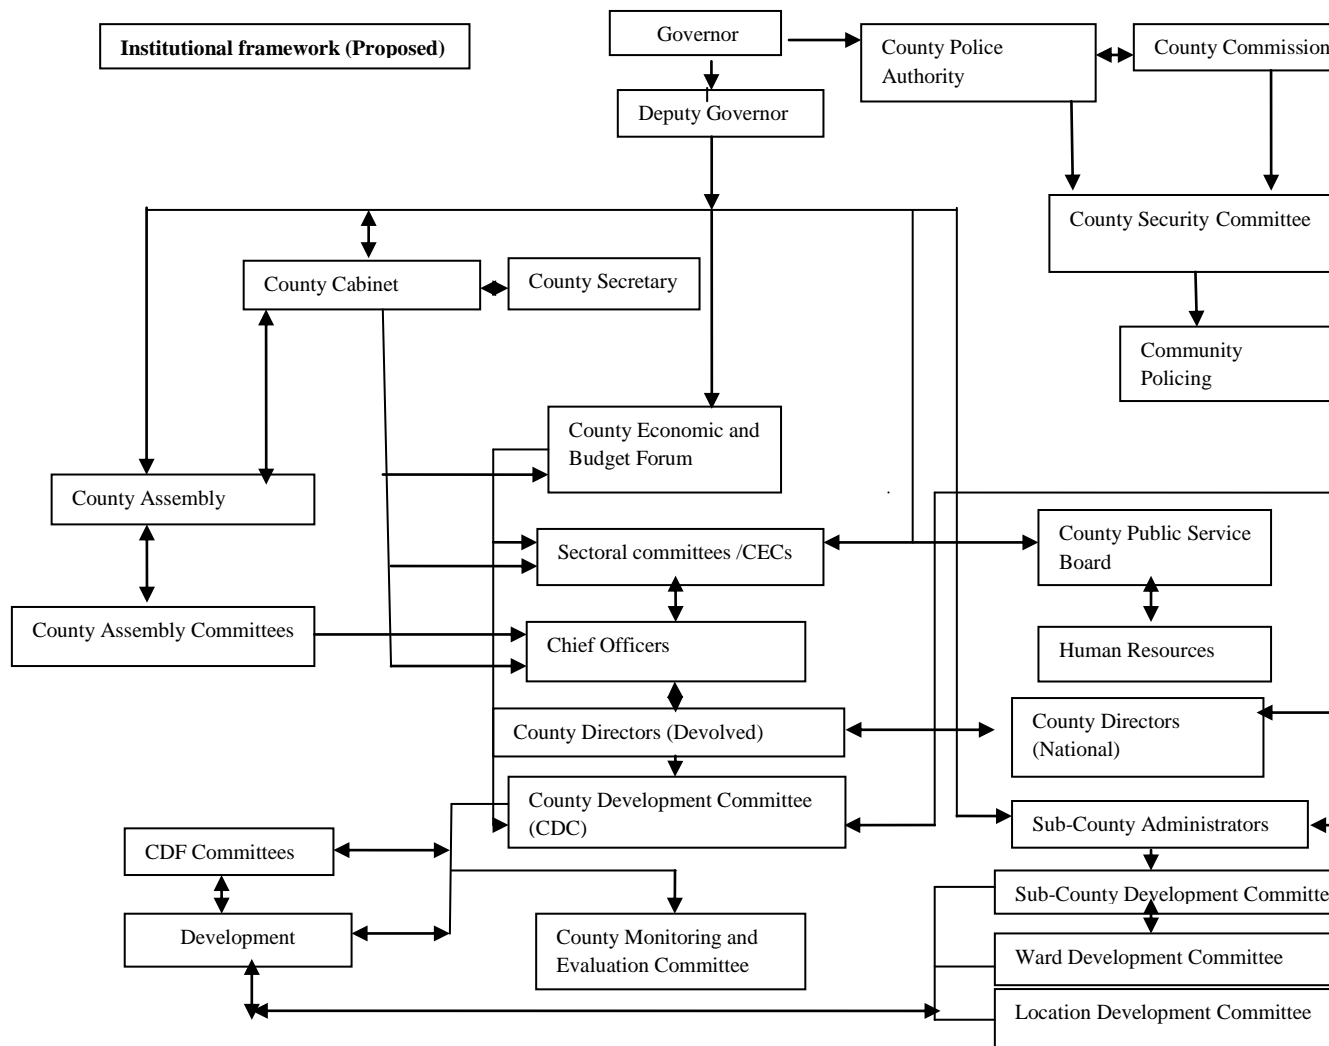 Institutional framework (Proposed)
Governor
County Police
Authority
County Commission
Deputy Governor
County Security Committee
County Cabinet
County Secretary
Community
Policing
County Economic and
Budget Forum
County Assembly
Sectoral committees /CECs
County Public Service
Board
County Assembly Committees
Chief Officers
Human Resources
County Directors (Devolved)
County Directors
(National)
County Development Committee
(CDC)
Sub-County Administrators
CDF Committees
Sub-County Development Committe
Development
County Monitoring and
Evaluation Committee
Ward Development Committee
Location Development Committee